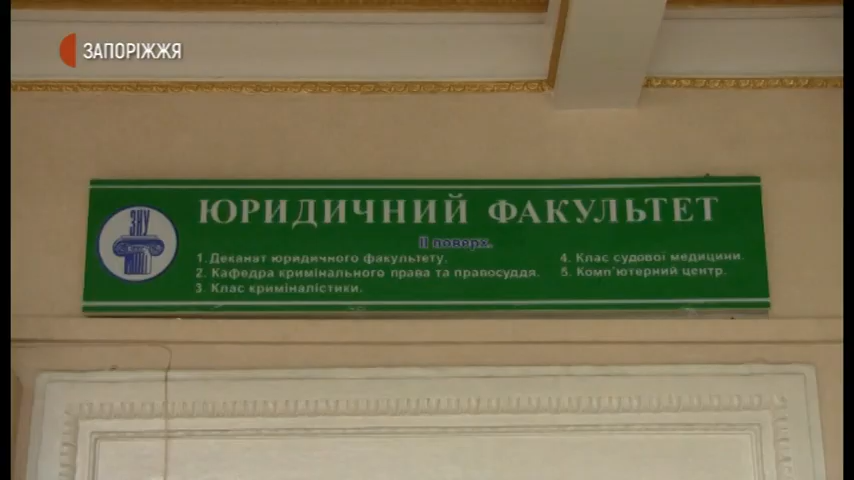 ЗАПОРІЖЖЯ
ЗНУ
ЮРИДИЧНИЙ ФАКУЛЬТЕТ
ІІ поверх.
1. Деканат юридичного факультету.
2. Кафедра кримінального права та правосуддя.
3. Клас криміналістики.
4. Клас судової медицини.
5. Комп'ютерний центр.